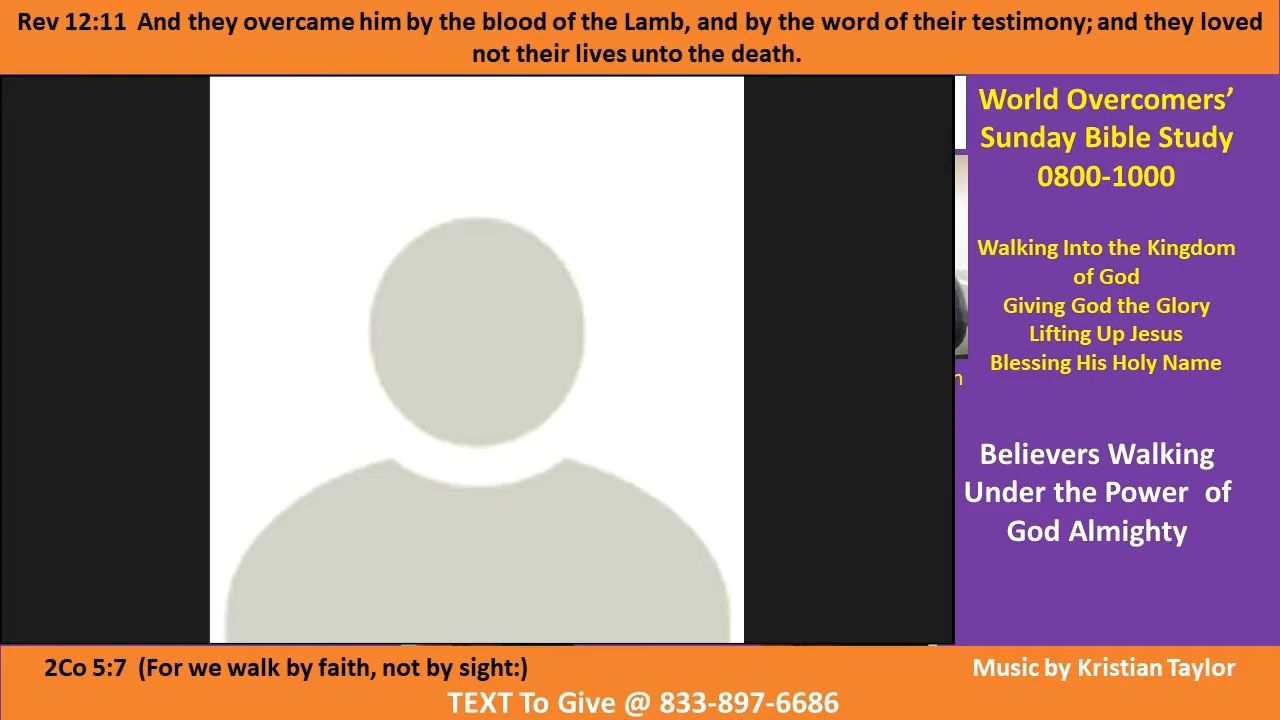 Rev 12:11  And they overcame him by the blood of the Lamb, and by the word of their testimony; and they loved
not their lives unto the death.
World Overcomers’
Sunday Bible Study
0800-1000
Walking Into the Kingdom
of God
Giving God the Glory
Lifting Up Jesus
Blessing His Holy Name
n
Believers Walking
Under the Power  of
God Almighty
2Co 5:7  (For we walk by faith, not by sight:)
Music by Kristian Taylor
TEXT To Give @ 833-897-6686